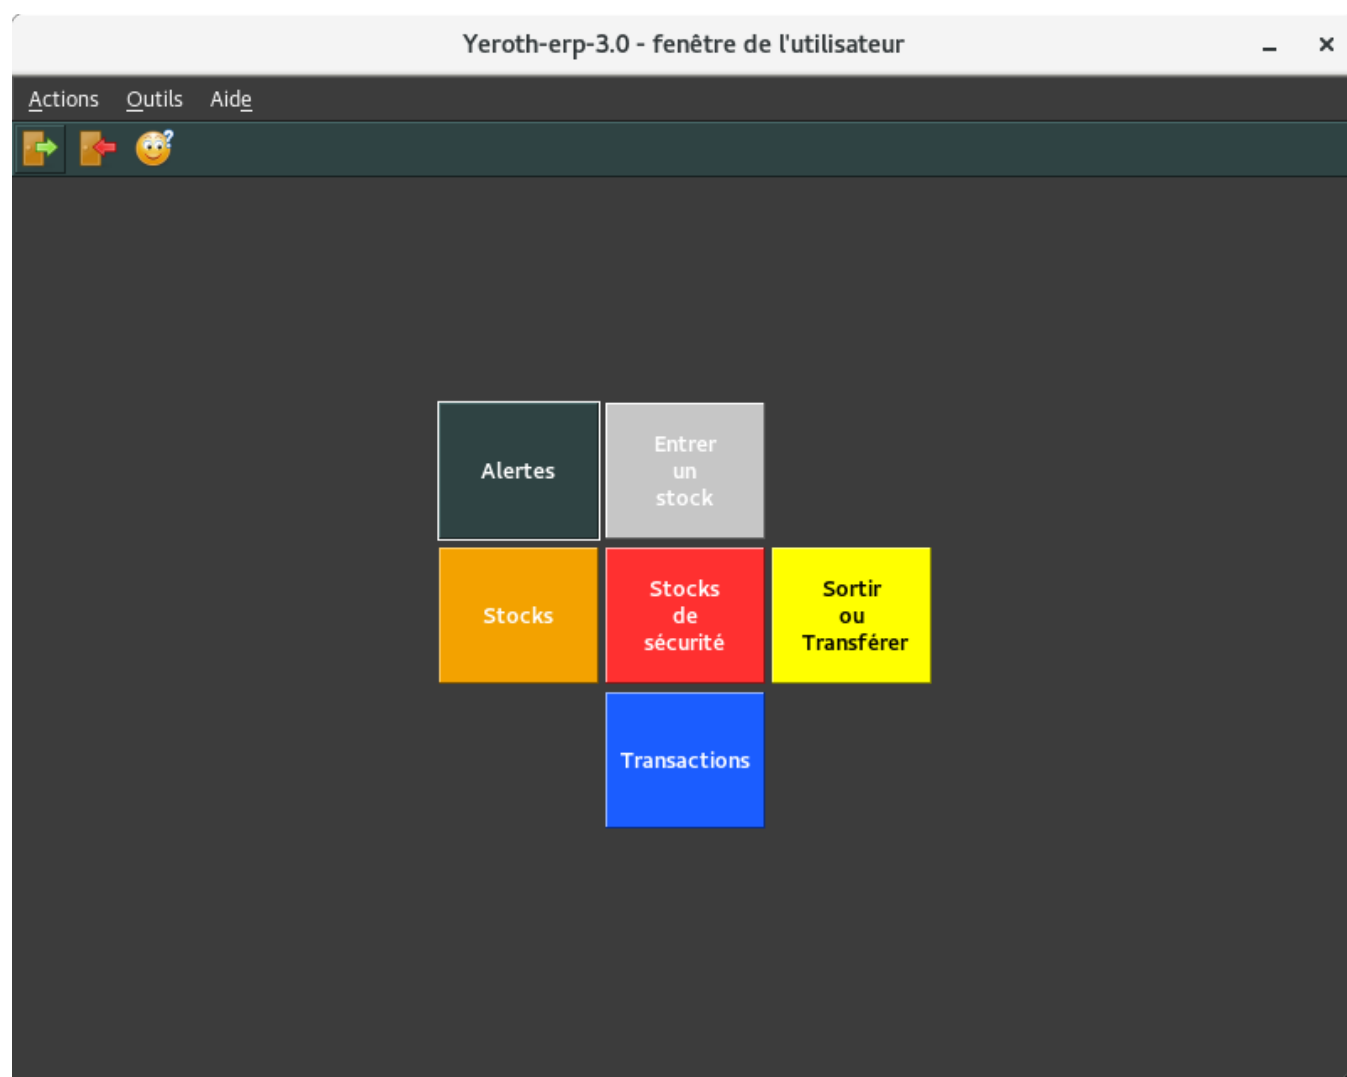 Yeroth-erp-3.0 - fenêtre de l'utilisateur
Actions Outils Aide
Alertes
Entrer
un
stock
Stocks
Stocks
de
sécurité
Sortir
ou
Transférer
Transactions